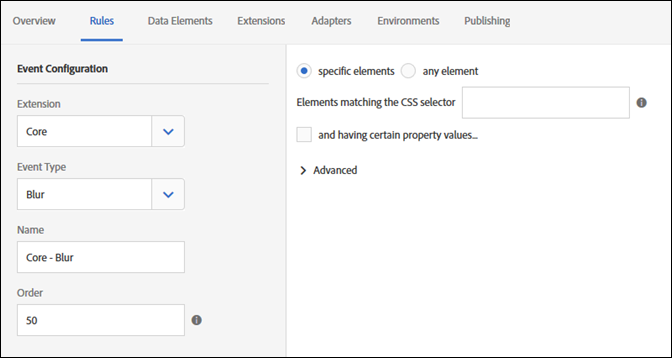 Overview Rules Data Elements Extensions Adapters Environments Publishing
Event Configuration
Extension
Core
Event Type
Blur
Name
Core - Blur
Order
50
specific elements any element
Elements matching the CSS selector
and having certain property values...
Advanced